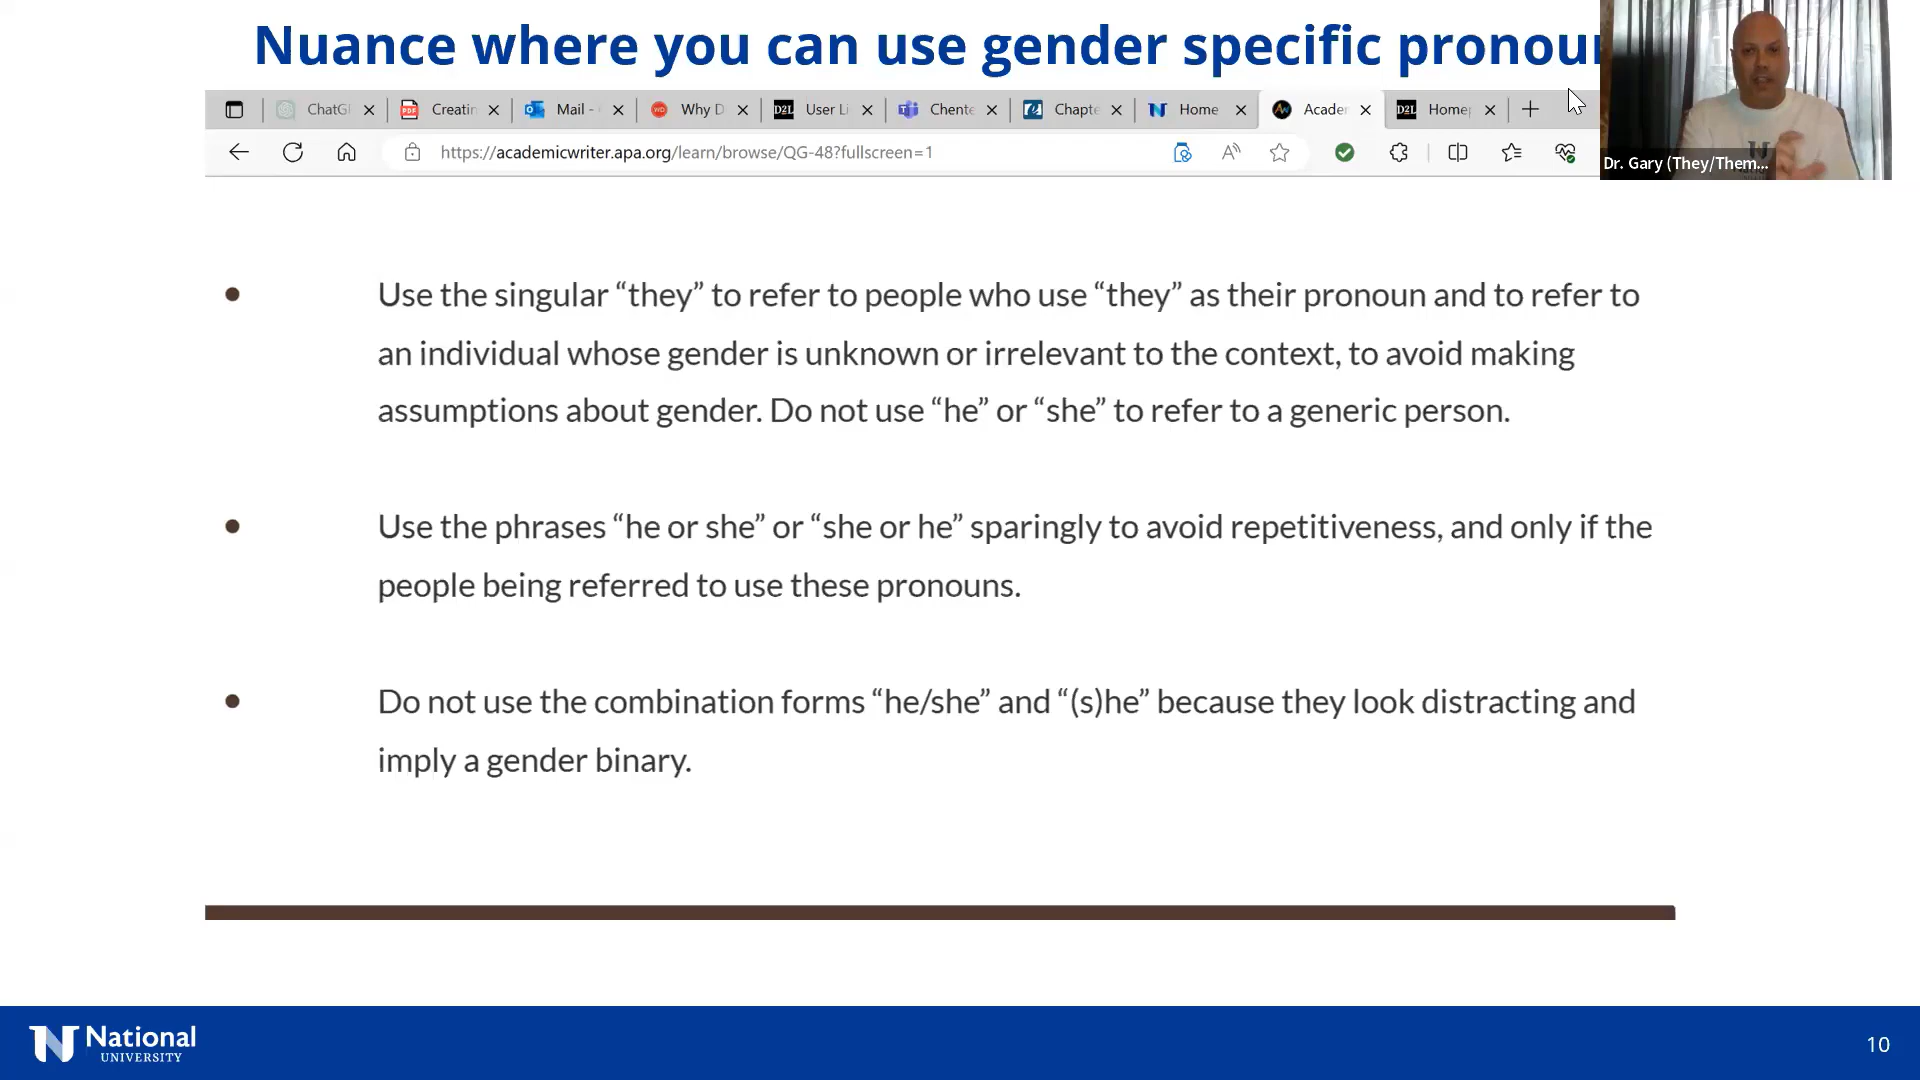 Nuance where you can use gender specific
ChatG Creatin Mail - Why D User Li Chente Chapte Home Acade Home
https://academicwriter.apa.org/learn/browse/QG-48?fullscreen=1
Dr. Gary (They/Them...
• Use the singular “they” to refer to people who use “they” as their pronoun and to refer to
an individual whose gender is unknown or irrelevant to the context, to avoid making
assumptions about gender. Do not use “he” or “she” to refer to a generic person.
• Use the phrases “he or she” or “she or he” sparingly to avoid repetitiveness, and only if the
people being referred to use these pronouns.
• Do not use the combination forms “he/she” and “(s)he” because they look distracting and
imply a gender binary.
National
UNIVERSITY
10